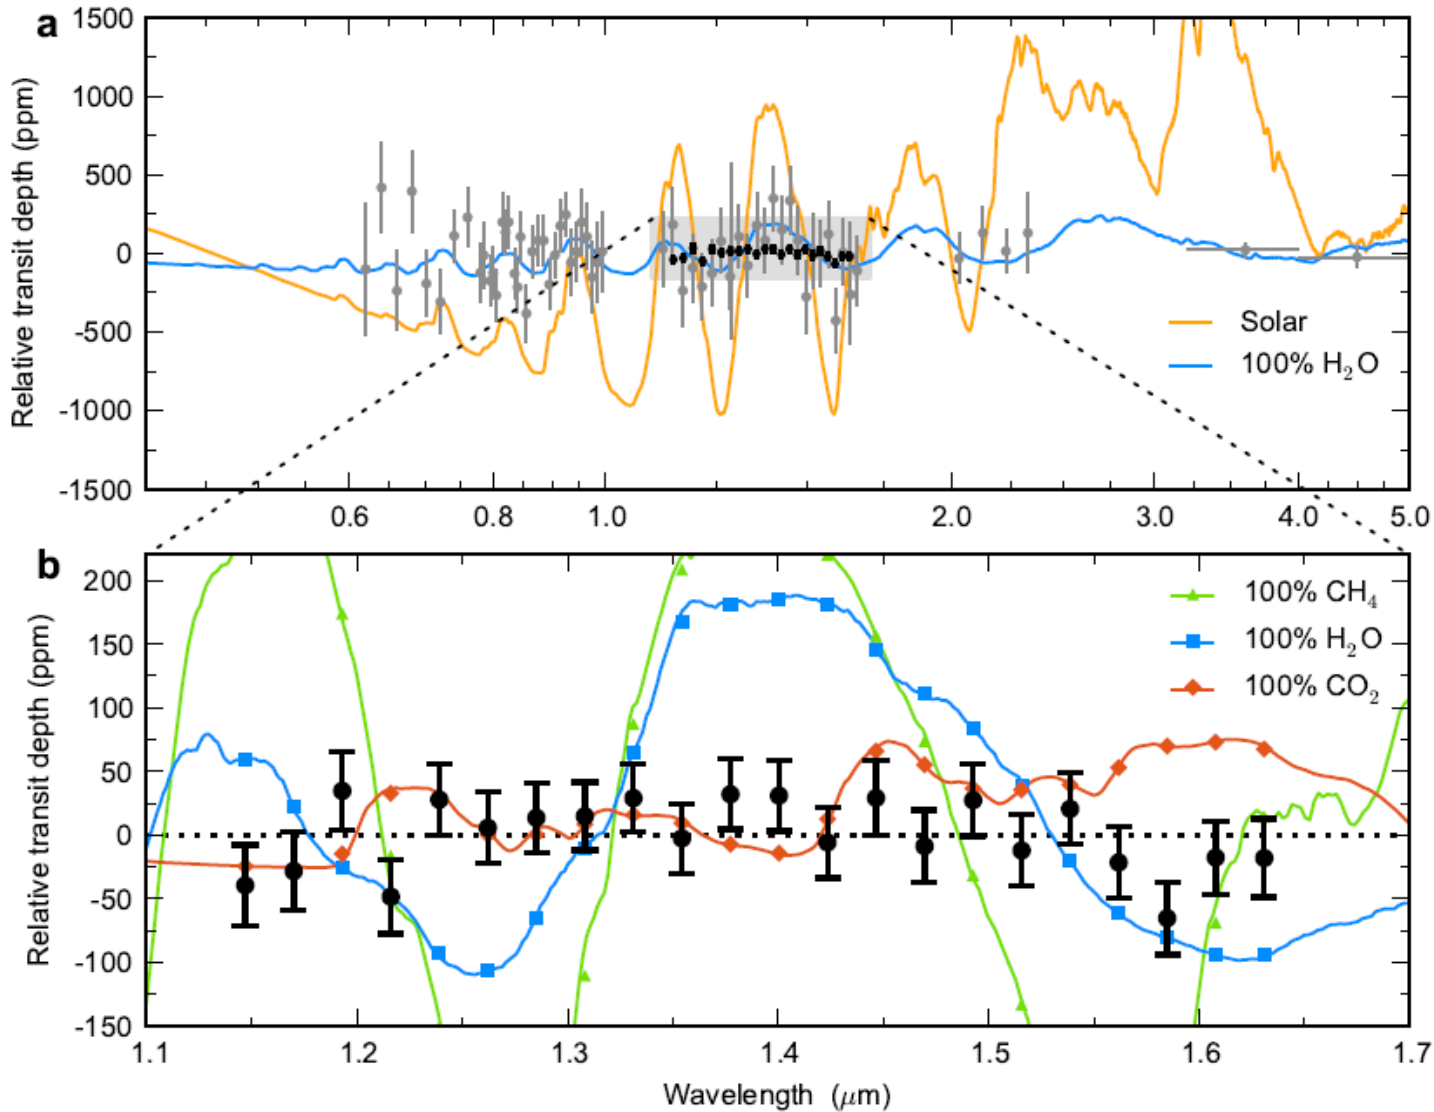 a
Relative transit depth (ppm)
1500
1000
500
0
-500
-1000
-1500
Solar
100% H₂O
0.6 0.8 1.0 2.0 3.0 4.0 5.0
b
Relative transit depth (ppm)
200
150
100
50
0
-50
-100
-150
100% CH₄
100% H₂O
100% CO₂
1.1 1.2 1.3 1.4 1.5 1.6 1.7
Wavelength (μm)